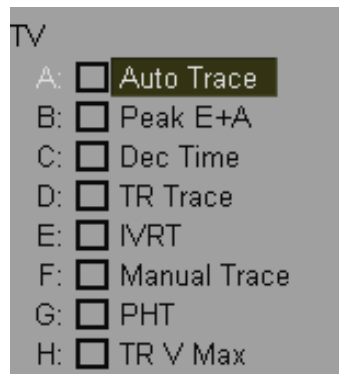 TV
A: Auto Trace
B: Peak E+A
C: Dec Time
D: TR Trace
E: IVRT
F: Manual Trace
G: PHT
H: TR V Max